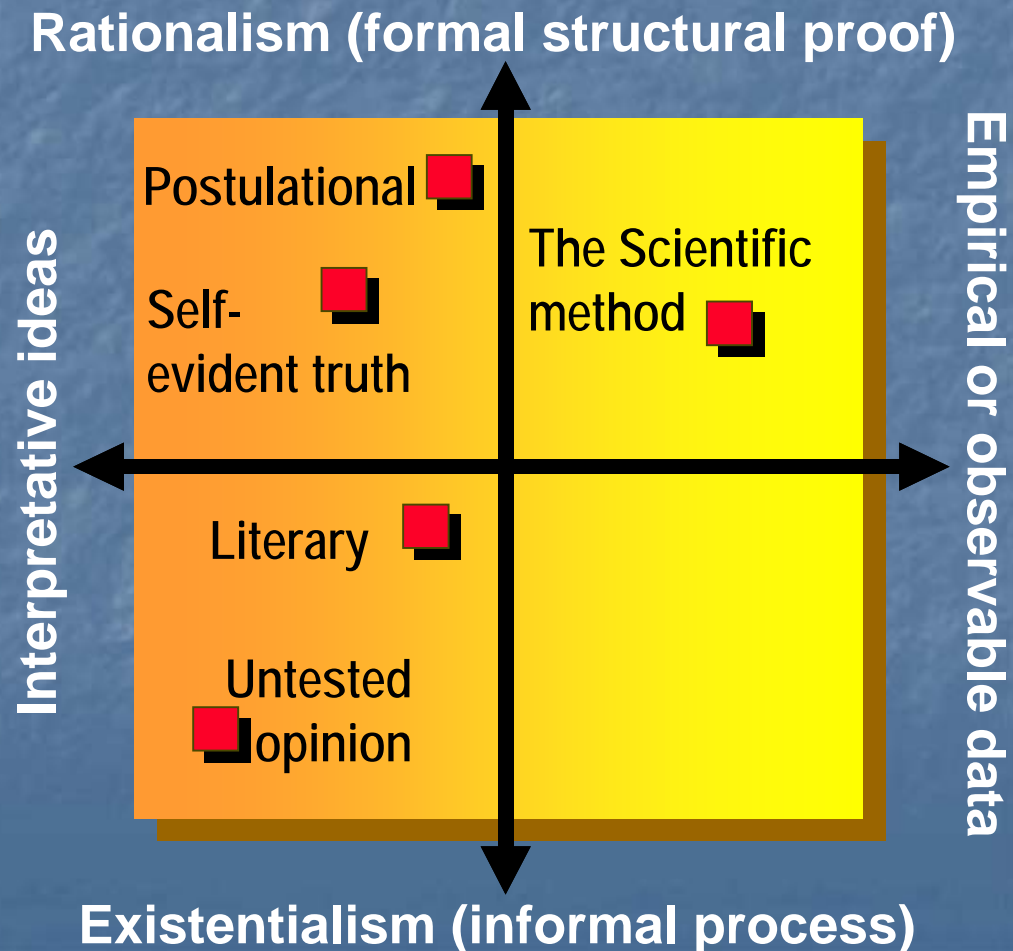 Rationalism (formal structural proof)
Postulational
The Scientific
method
Self-
evident truth
Interpretative ideas
Empirical or observable data
Literary
Untested
opinion
Existentialism (informal process)